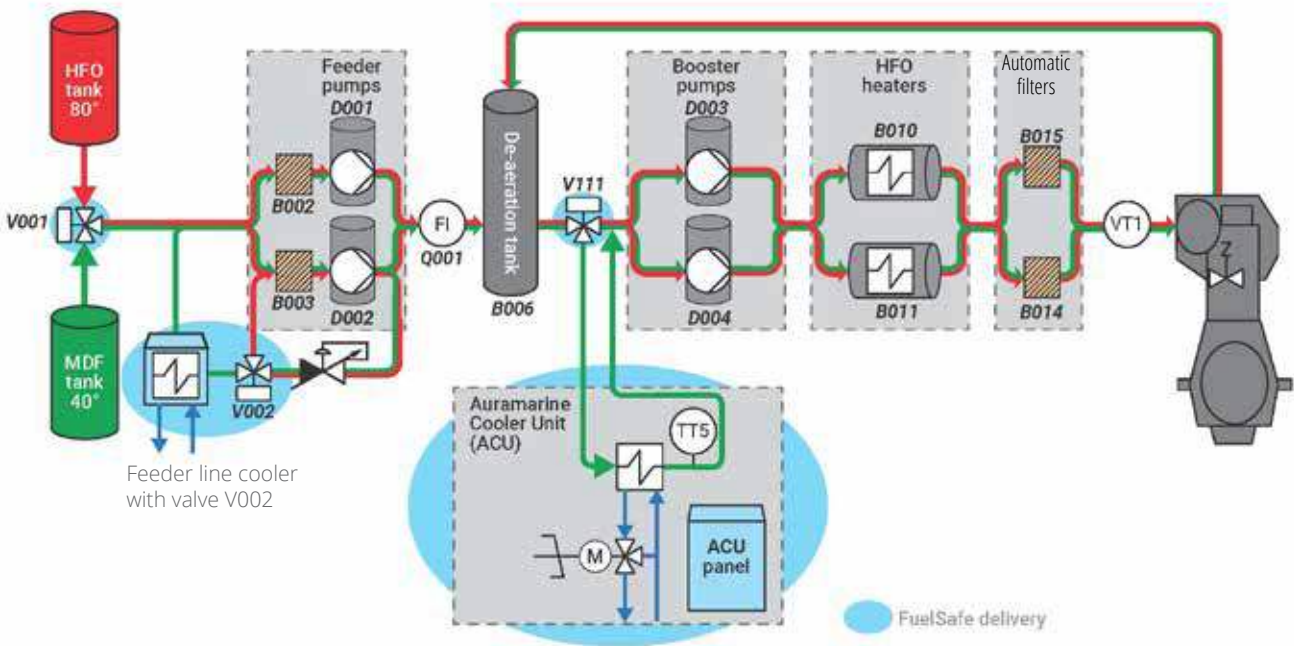 HFO
tank
80°
V001
MDF
tank
40°
Feeder
pumps
D001
B002
B003
D002
V002
Feeder line cooler
with valve V002
FI
Q001
De-aeration tank
B006
V111
Booster
pumps
D003
D004
HFO
heaters
B010
B011
Automatic
filters
B015
B014
VT1
Auramarine
Cooler Unit
(ACU)
TT5
M
ACU
panel
FuelSafe delivery